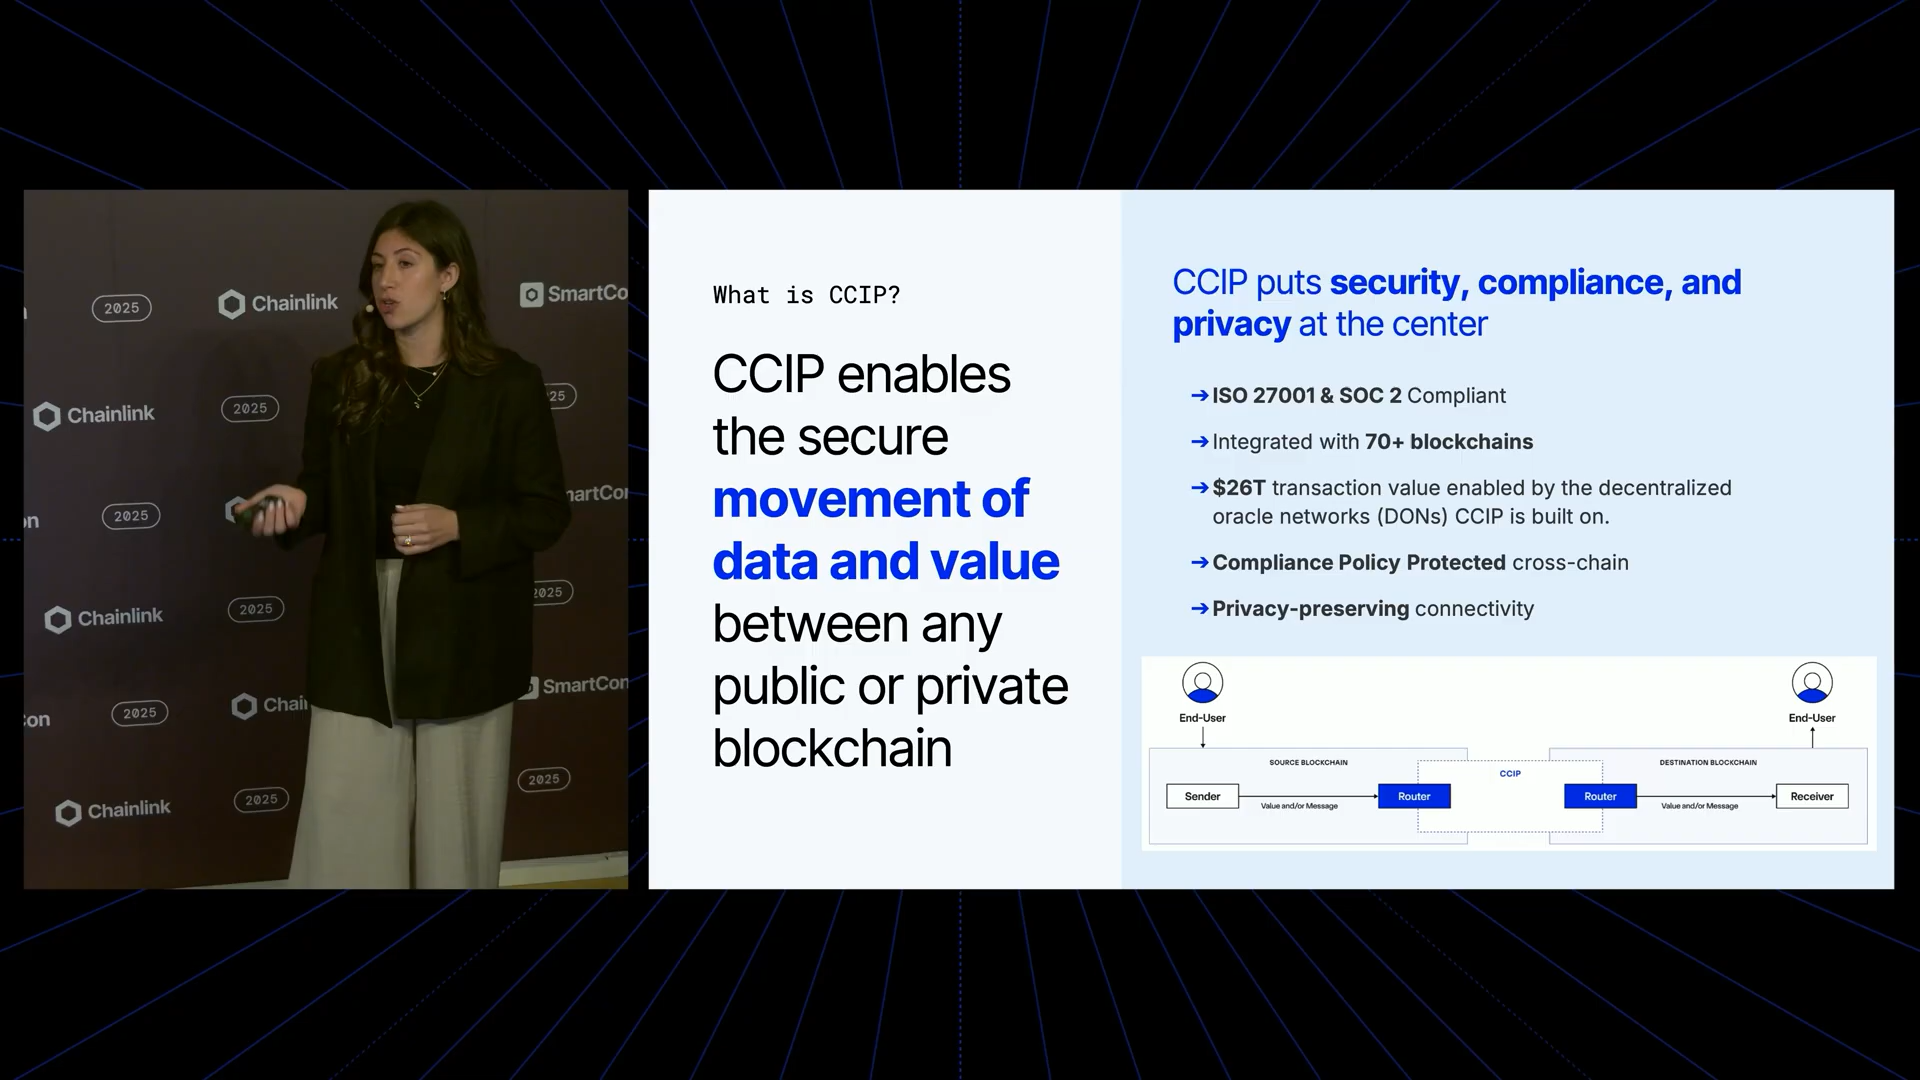 2025
Chainlink
SmartCo
Chainlink
2025
25
2025
martCon
on
Chainlink
2025
2025
SmartCon
2025
Chai
Con
Chainlink
2025
2025
What is CCIP?
CCIP enables
the secure
movement of
data and value
between any
public or private
blockchain
CCIP puts security, compliance, and
privacy at the center
→ISO 27001 & SOC 2 Compliant
→Integrated with 70+ blockchains
→$26T transaction value enabled by the decentralized
oracle networks (DONs) CCIP is built on.
→Compliance Policy Protected cross-chain
→Privacy-preserving connectivity
End-User
End-User
SOURCE BLOCKCHAIN
CCIP
DESTINATION BLOCKCHAIN
Sender
Value and/or Message
Router
Router
Value and/or Message
Receiver